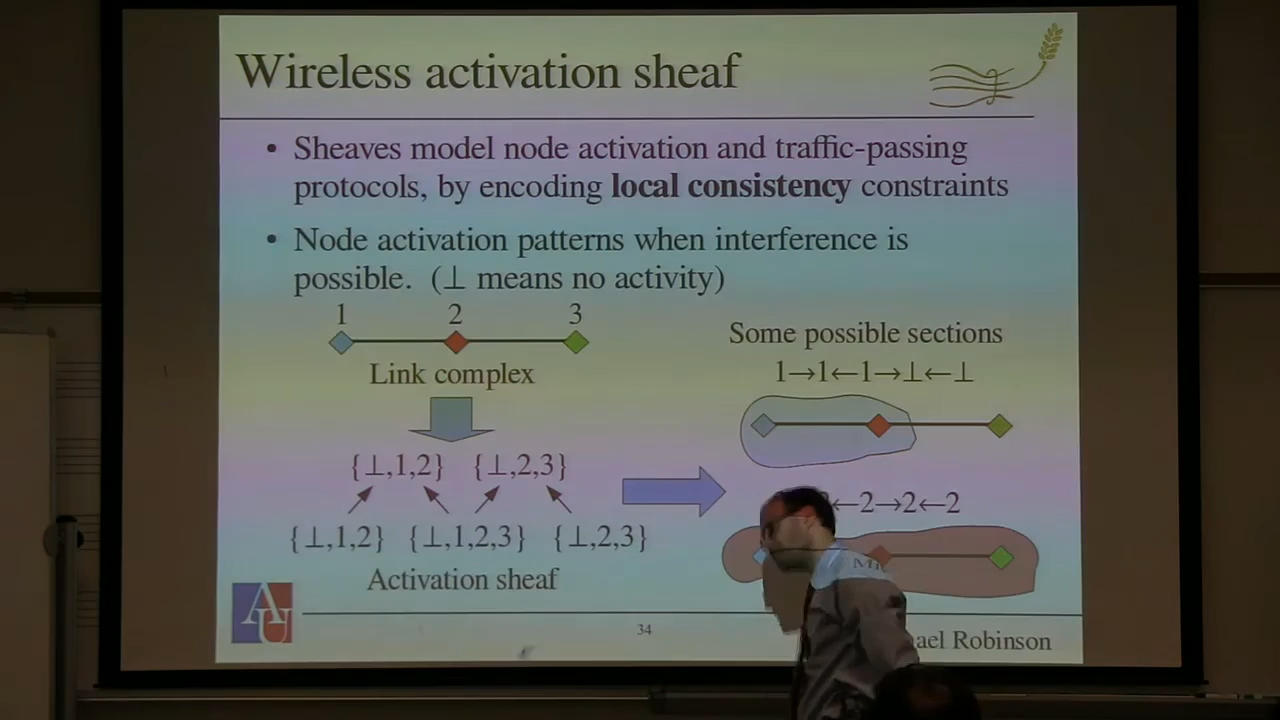 Wireless activation sheaf
• Sheaves model node activation and traffic-passing
protocols, by encoding local consistency constraints
• Node activation patterns when interference is
possible. (⊥ means no activity)
1 2 3
Link complex
{⊥,1,2} {⊥,2,3}
{⊥,1,2} {⊥,1,2,3} {⊥,2,3}
Activation sheaf
Some possible sections
1→1←1→⊥←⊥
←2→2←2
AU
34
ael Robinson